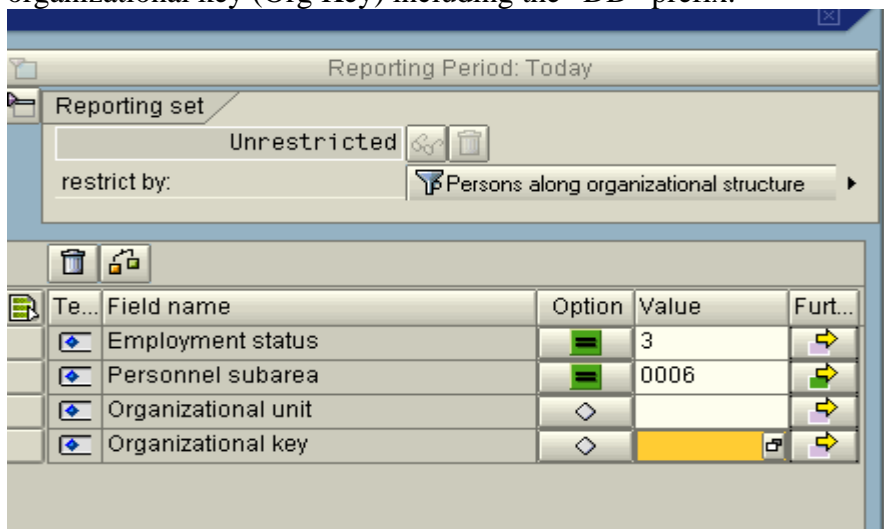 organizational key (Org Key) including the "BD" prefix.
Reporting Period: Today
Reporting set
Unrestricted
restrict by: Persons along organizational structure
Te... Field name Option Value Furt...
Employment status 3
Personnel subarea 0006
Organizational unit
Organizational key